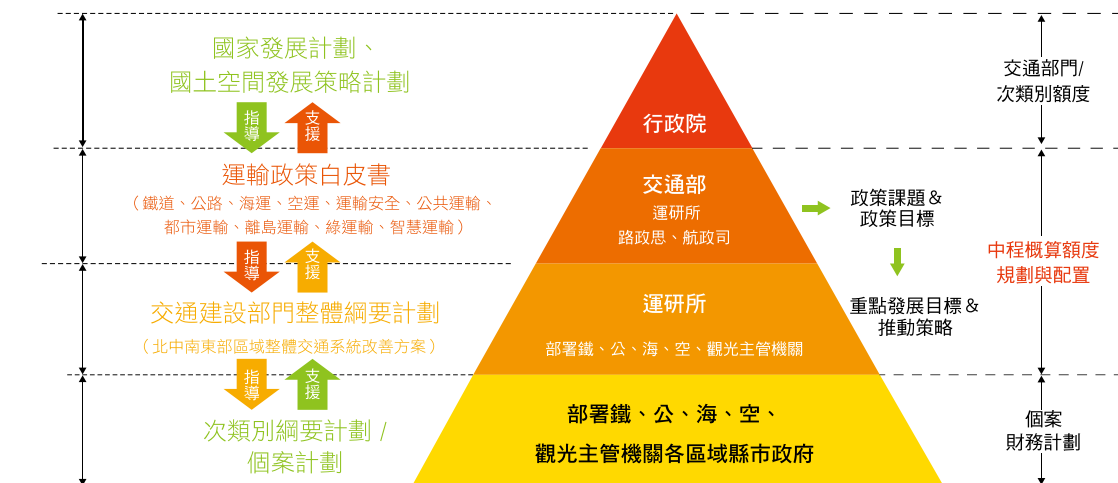 國家發展計劃、
國土空間發展策略計劃
指導
支援
運輸政策白皮書
（鐵道、公路、海運、空運、運輸安全、公共運輸、
都市運輸、離島運輸、綠運輸、智慧運輸）
指導
支援
交通建設部門整體綱要計劃
（北中南東部區域整體交通系統改善方案）
指導
支援
次類別綱要計劃 /
個案計劃
行政院
交通部
運研所
路政思、航政司
運研所
部署鐵、公、海、空、觀光主管機關
部署鐵、公、海、空、
觀光主管機關各區域縣市政府
政策課題＆
政策目標
重點發展目標＆
推動策略
交通部門/
次類別額度
中程概算額度
規劃與配置
個案
財務計劃